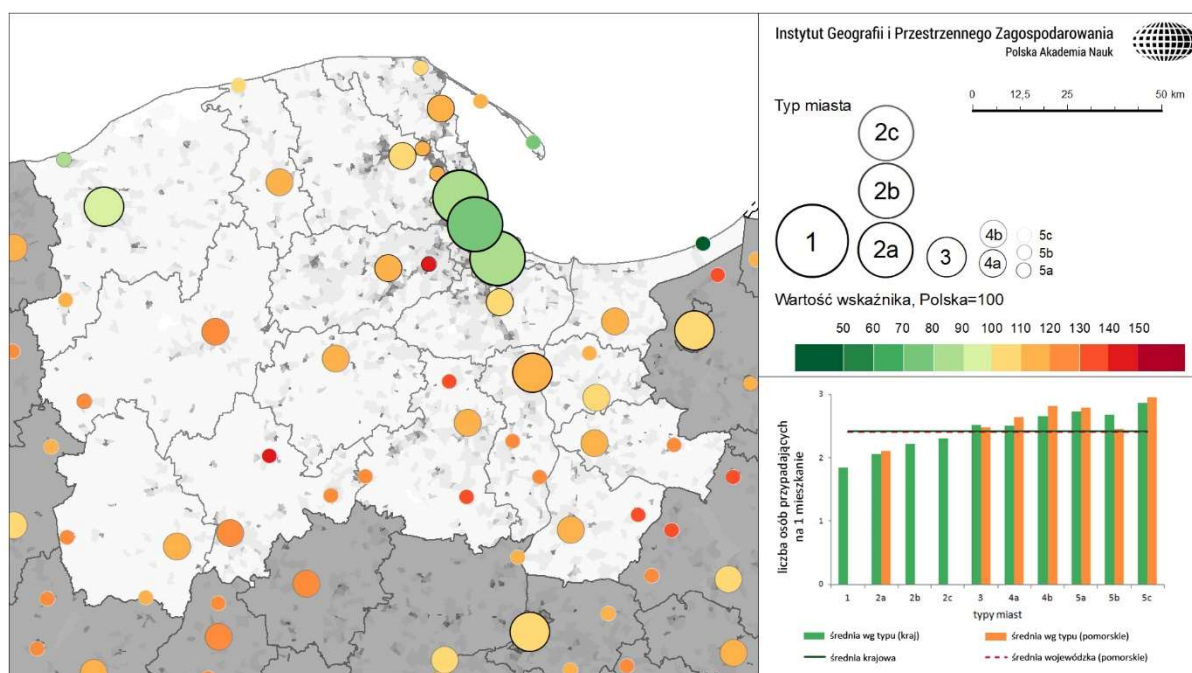 Instytut Geografii i Przestrzennego Zagospodarowania
Polska Akademia Nauk
0 12,5 25 50 km
Typ miasta
2c
2b
1
2a
3
4b
4a
5c
5b
5a
Wartość wskaźnika, Polska=100
50 60 70 80 90 100 110 120 130 140 150
liczba osób przypadających
na 1 mieszkanie
3
2
1
0
1 2a 2b 2c 3 4a 4b 5a 5b 5c
typy miast
średnia wg typu (kraj)
średnia wg typu (pomorskie)
średnia krajowa
średnia wojewódzka (pomorskie)